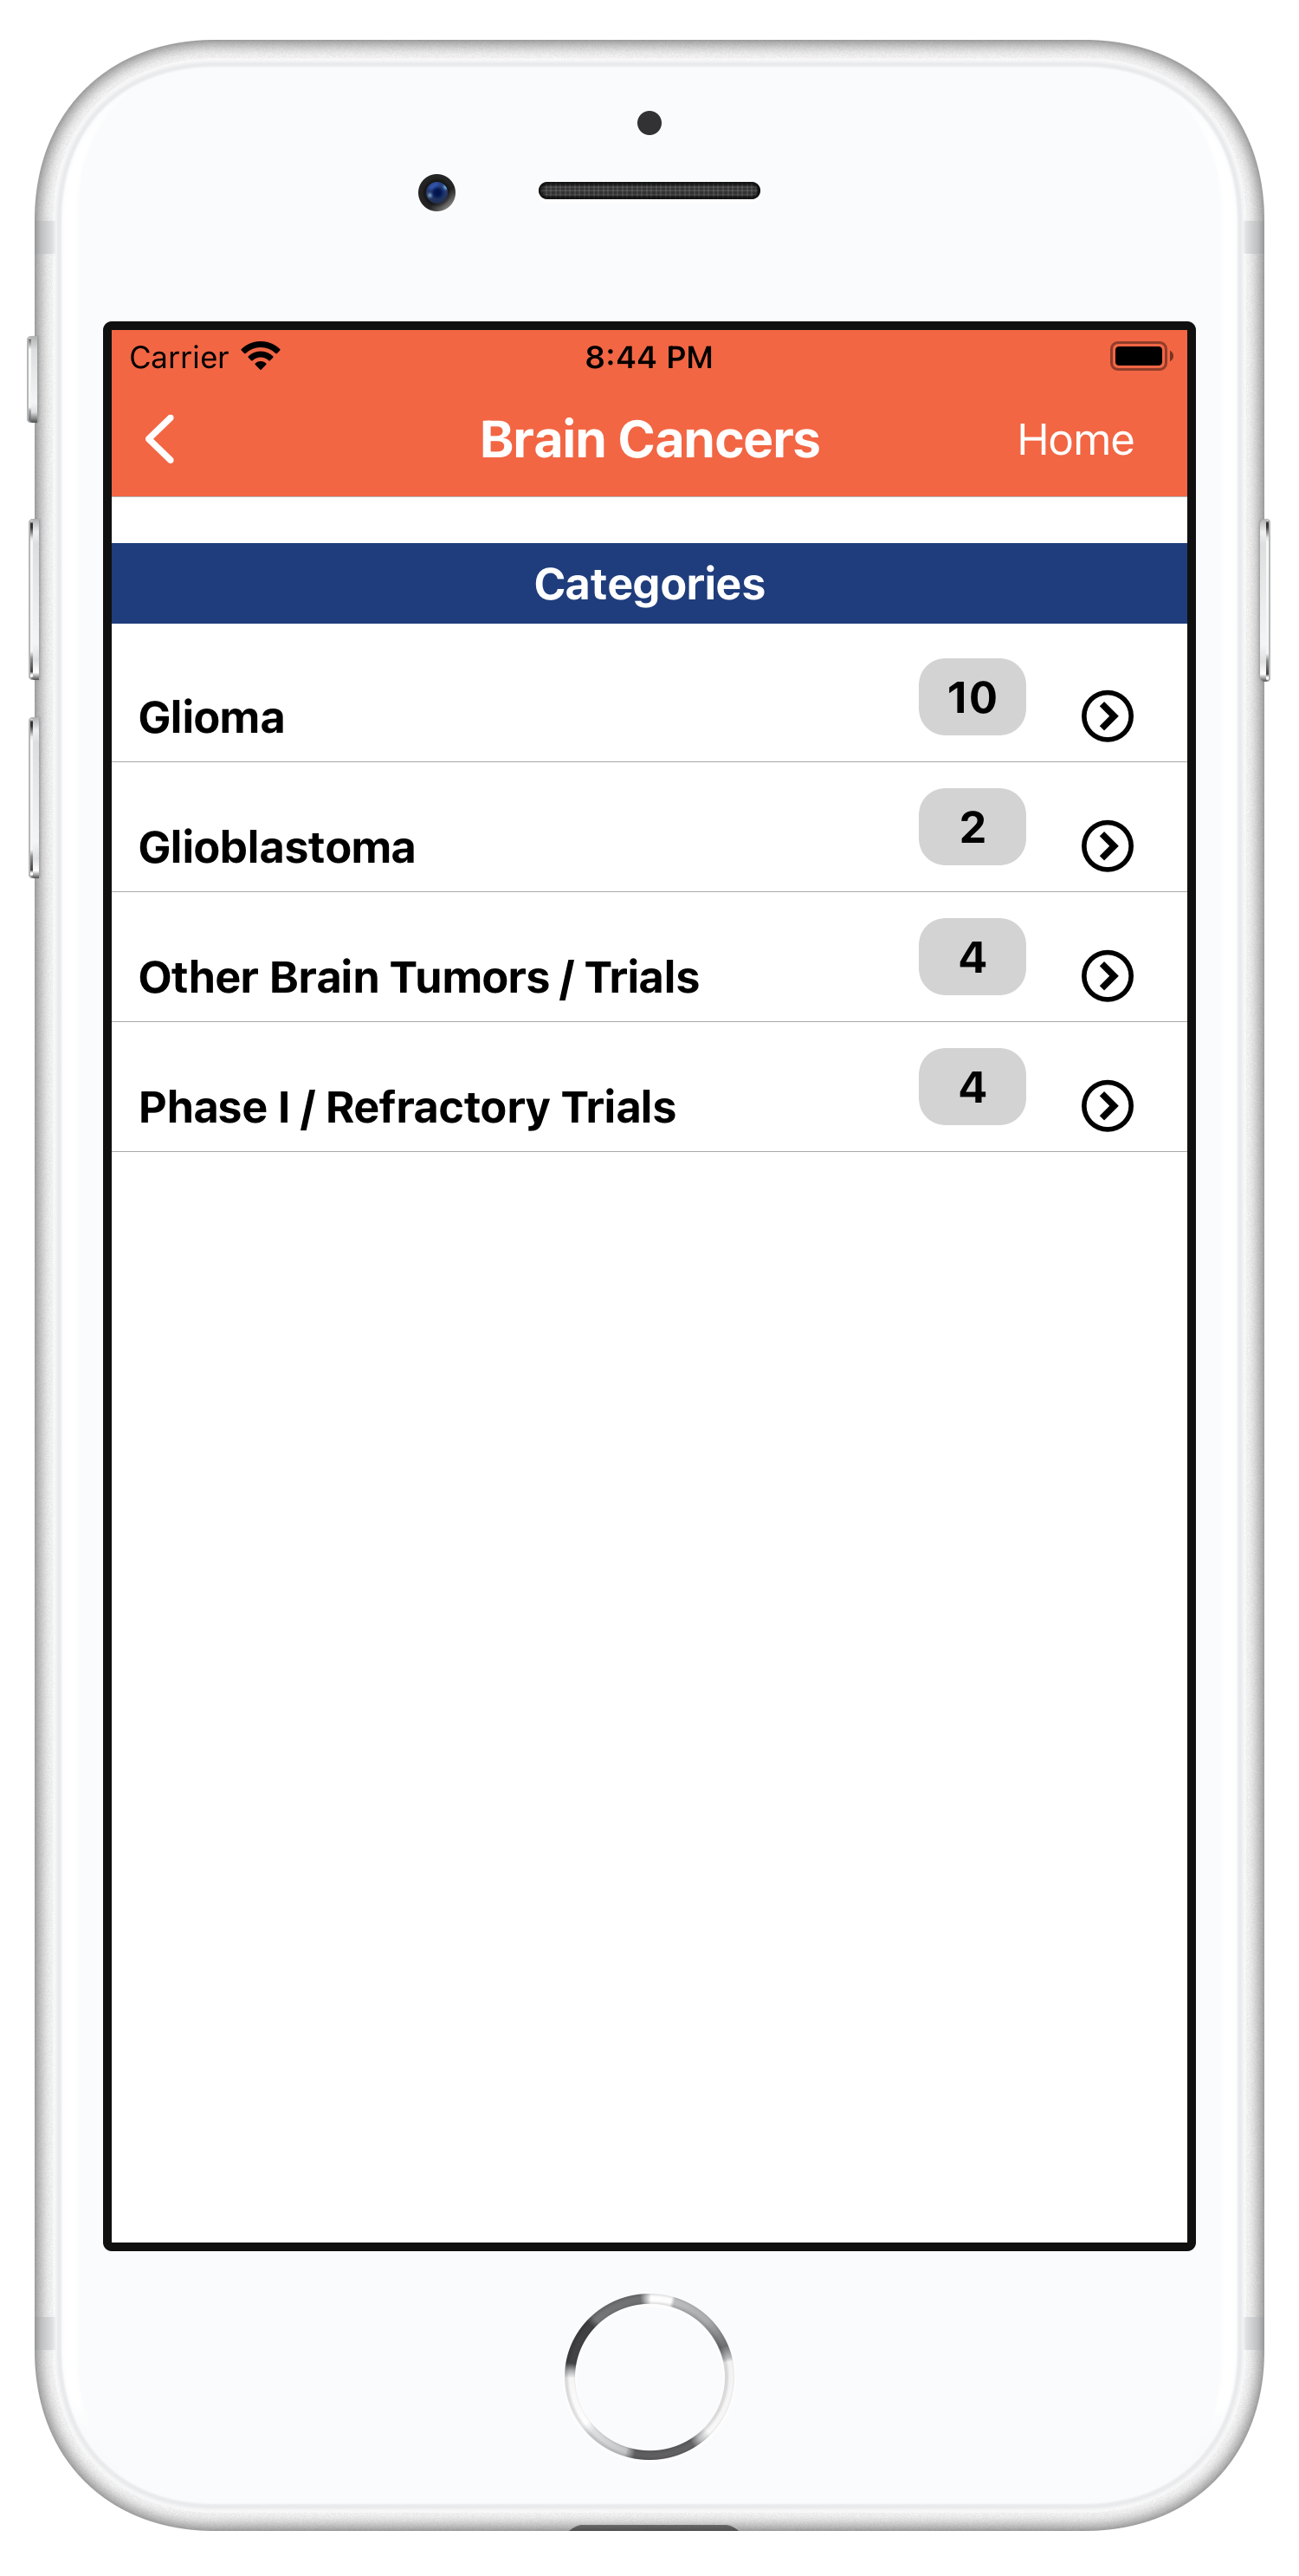 Carrier 8:44 PM
Brain Cancers Home
Categories
Glioma 10
Glioblastoma 2
Other Brain Tumors / Trials 4
Phase I / Refractory Trials 4